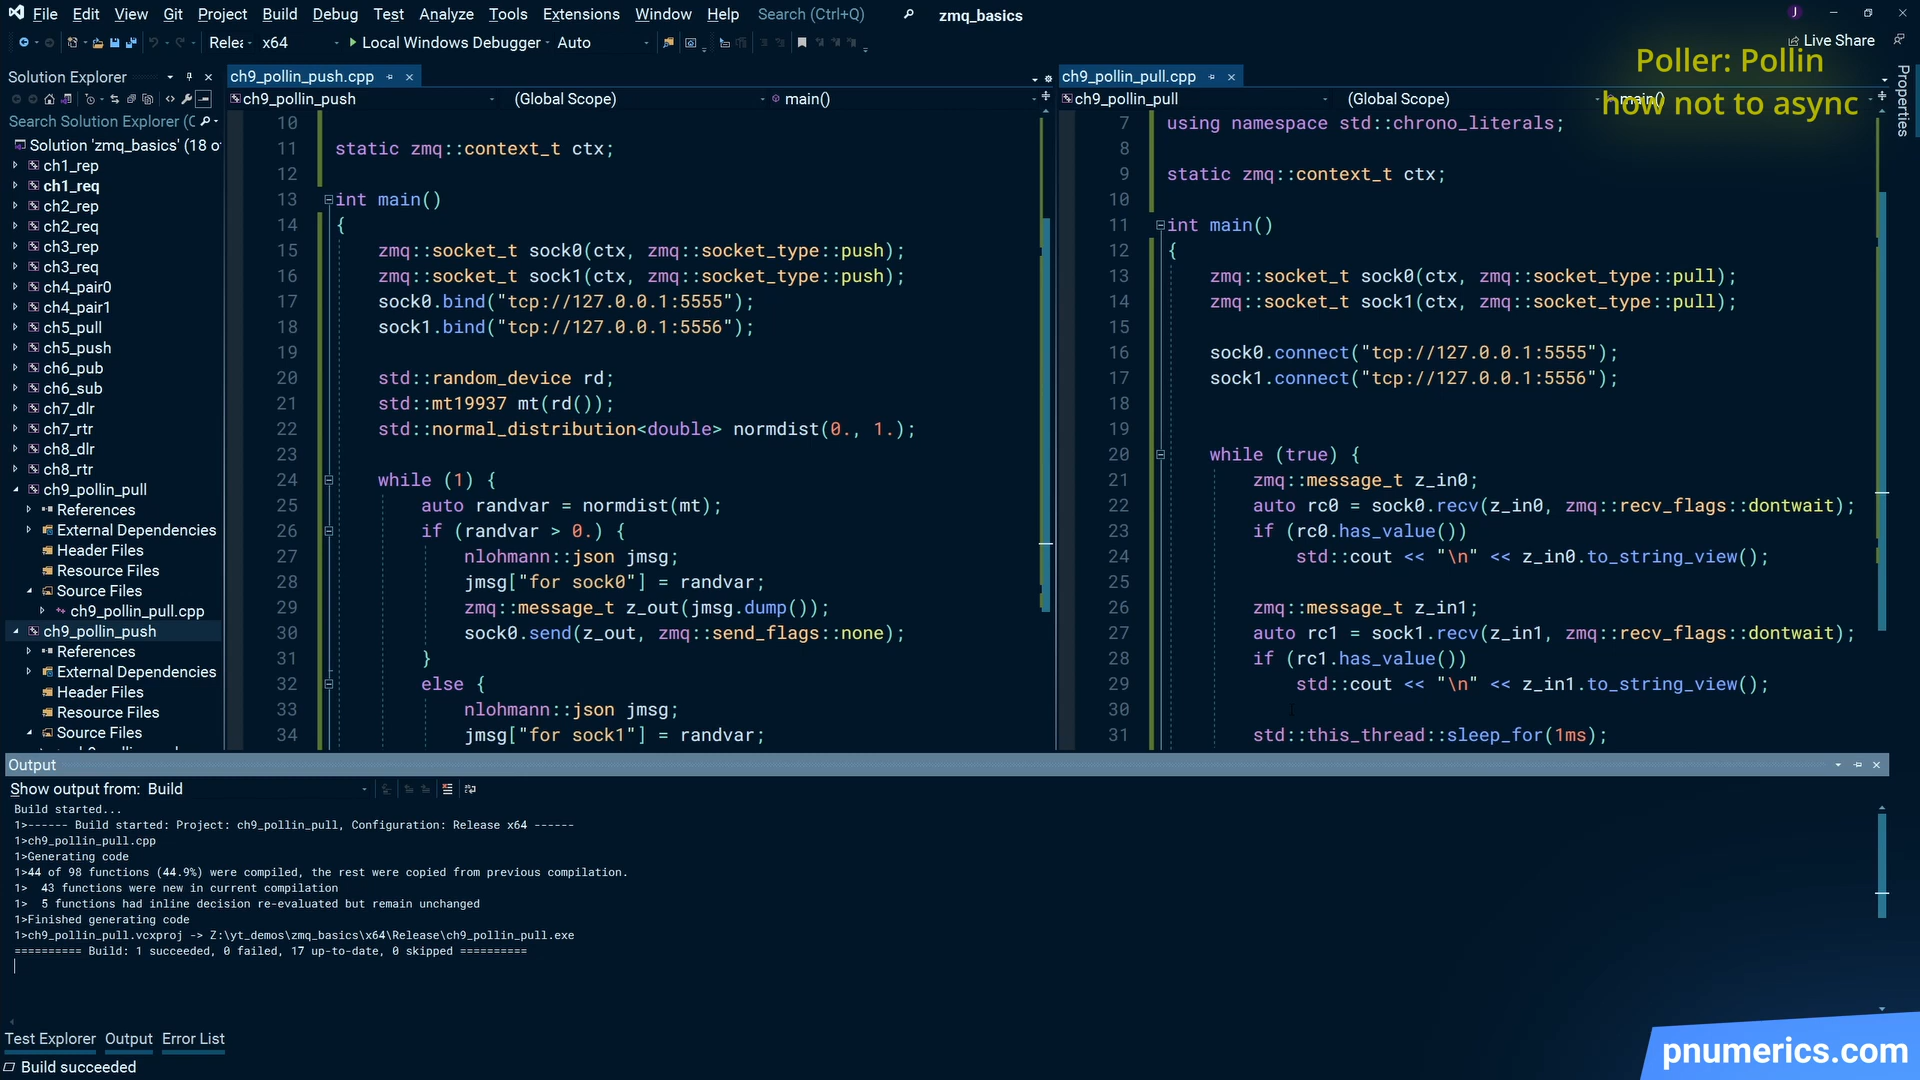 File Edit View Git Project Build Debug Test Analyze Tools Extensions Window Help Search (Ctrl+Q) zmq_basics J
Relea x64 Local Windows Debugger Auto Live Share
Poller: Pollin
how not to async
Solution Explorer
Search Solution Explorer (C
Solution 'zmq_basics' (18 o
ch1_rep
ch1_req
ch2_rep
ch2_req
ch3_rep
ch3_req
ch4_pair0
ch4_pair1
ch5_pull
ch5_push
ch6_pub
ch6_sub
ch7_dlr
ch7_rtr
ch8_dlr
ch8_rtr
ch9_pollin_pull
References
External Dependencies
Header Files
Resource Files
Source Files
ch9_pollin_pull.cpp
ch9_pollin_push
References
External Dependencies
Header Files
Resource Files
Source Files
ch9_pollin_push.cpp
ch9_pollin_push (Global Scope) main()
10
11 static zmq::context_t ctx;
12
13 int main()
14 {
15 zmq::socket_t sock0(ctx, zmq::socket_type::push);
16 zmq::socket_t sock1(ctx, zmq::socket_type::push);
17 sock0.bind("tcp://127.0.0.1:5555");
18 sock1.bind("tcp://127.0.0.1:5556");
19
20 std::random_device rd;
21 std::mt19937 mt(rd());
22 std::normal_distribution<double> normdist(0., 1.);
23
24 while (1) {
25 auto randvar = normdist(mt);
26 if (randvar > 0.) {
27 nlohmann::json jmsg;
28 jmsg["for sock0"] = randvar;
29 zmq::message_t z_out(jmsg.dump());
30 sock0.send(z_out, zmq::send_flags::none);
31 }
32 else {
33 nlohmann::json jmsg;
34 jmsg["for sock1"] = randvar;
ch9_pollin_pull.cpp
ch9_pollin_pull (Global Scope) main()
7 using namespace std::chrono_literals;
8
9 static zmq::context_t ctx;
10
11 int main()
12 {
13 zmq::socket_t sock0(ctx, zmq::socket_type::pull);
14 zmq::socket_t sock1(ctx, zmq::socket_type::pull);
15
16 sock0.connect("tcp://127.0.0.1:5555");
17 sock1.connect("tcp://127.0.0.1:5556");
18
19
20 while (true) {
21 zmq::message_t z_in0;
22 auto rc0 = sock0.recv(z_in0, zmq::recv_flags::dontwait);
23 if (rc0.has_value())
24 std::cout << "\n" << z_in0.to_string_view();
25
26 zmq::message_t z_in1;
27 auto rc1 = sock1.recv(z_in1, zmq::recv_flags::dontwait);
28 if (rc1.has_value())
29 std::cout << "\n" << z_in1.to_string_view();
30
31 std::this_thread::sleep_for(1ms);
Properties
Output
Show output from: Build
Build started...
1>------ Build started: Project: ch9_pollin_pull, Configuration: Release x64 ------
1>ch9_pollin_pull.cpp
1>Generating code
1>44 of 98 functions (44.9%) were compiled, the rest were copied from previous compilation.
1>  43 functions were new in current compilation
1>  5 functions had inline decision re-evaluated but remain unchanged
1>Finished generating code
1>ch9_pollin_pull.vcxproj -> Z:\yt_demos\zmq_basics\x64\Release\ch9_pollin_pull.exe
========== Build: 1 succeeded, 0 failed, 17 up-to-date, 0 skipped ==========
Test Explorer Output Error List
Build succeeded
pnumerics.com